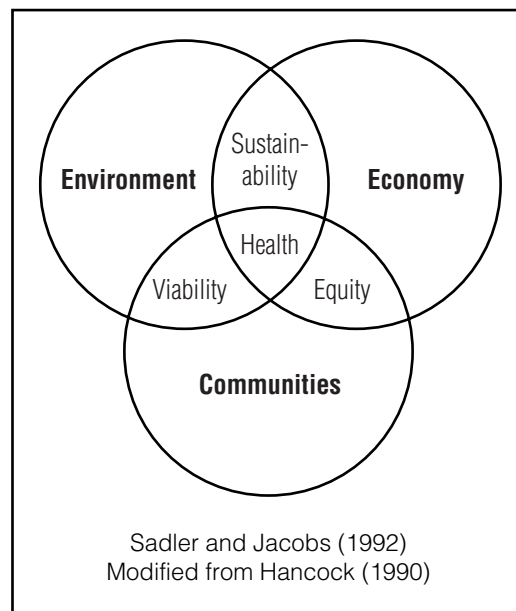 Sustain-
ability
Environment
Economy
Health
Viability
Equity
Communities
Sadler and Jacobs (1992)
Modified from Hancock (1990)